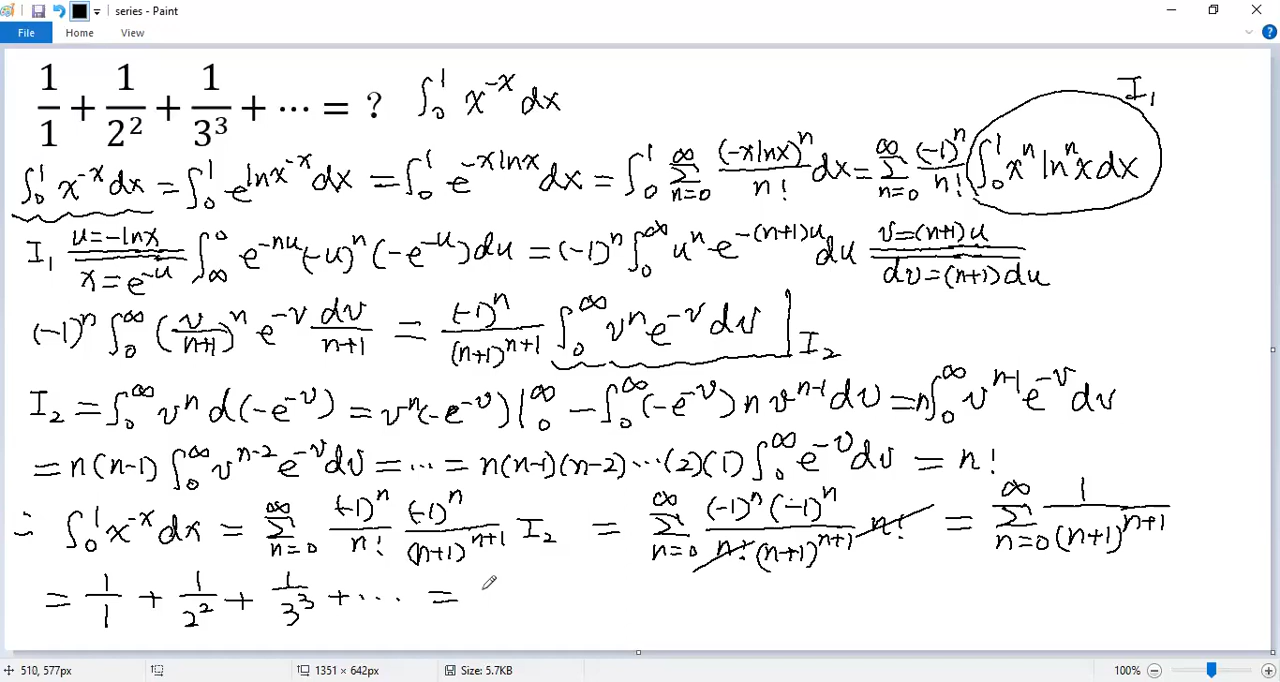 series - Paint
File Home View
1/1 + 1/2² + 1/3³ + ⋯ = ? ∫₀¹ x^(-x) dx
∫₀¹ x^(-x) dx = ∫₀¹ e^(ln x^(-x)) dx = ∫₀¹ e^(-x ln x) dx = ∫₀¹ Σ_(n=0)^∞ (-x ln x)^n / n! dx = Σ_(n=0)^∞ (-1)^n / n! ∫₀¹ x^n ln^n x dx I₁
I₁ = (u = -ln x, x = e^(-u)) ∫_∞^0 e^(-nu) (-u)^n (-e^(-u)) du = (-1)^n ∫₀^∞ u^n e^(-(n+1)u) du = (v = (n+1)u, dv = (n+1)du)
(-1)^n ∫₀^∞ (v/(n+1))^n e^(-v) dv/(n+1) = (-1)^n / (n+1)^(n+1) ∫₀^∞ v^n e^(-v) dv | I₂
I₂ = ∫₀^∞ v^n d(-e^(-v)) = v^n (-e^(-v)) |₀^∞ - ∫₀^∞ (-e^(-v)) n v^(n-1) dv = n ∫₀^∞ v^(n-1) e^(-v) dv
= n(n-1) ∫₀^∞ v^(n-2) e^(-v) dv = ⋯ = n(n-1)(n-2) ⋯ (2)(1) ∫₀^∞ e^(-v) dv = n!
∴ ∫₀¹ x^(-x) dx = Σ_(n=0)^∞ (-1)^n / n! (-1)^n / (n+1)^(n+1) I₂ = Σ_(n=0)^∞ (-1)^n (-1)^n / (n! (n+1)^(n+1)) n! = Σ_(n=0)^∞ 1 / (n+1)^(n+1)
= 1/1 + 1/2² + 1/3³ + ⋯ =
510, 577px 1351 × 642px Size: 5.7KB 100%